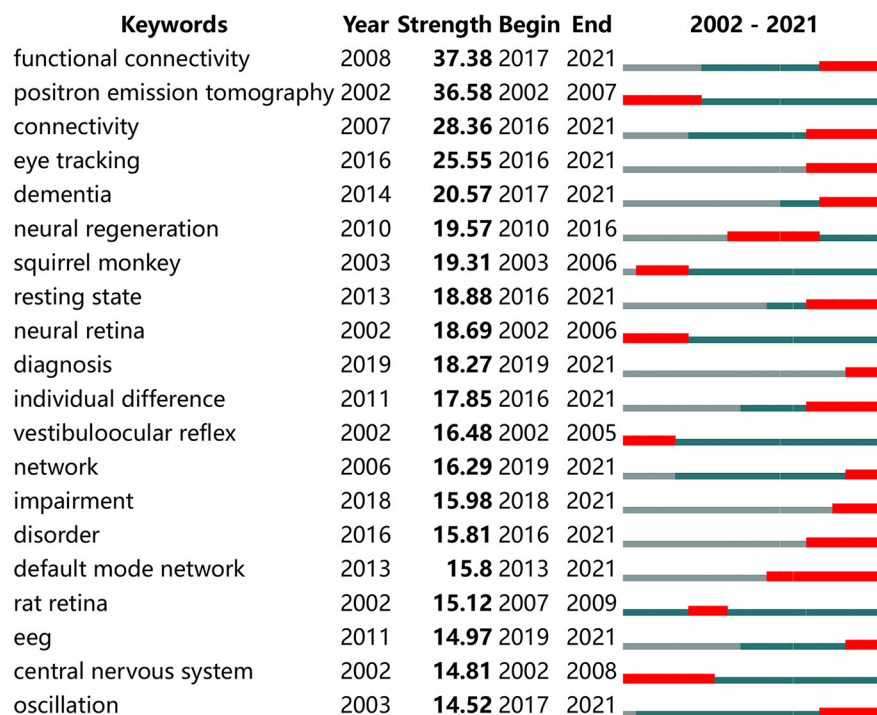 Keywords Year Strength Begin End 2002 - 2021
functional connectivity 2008 37.38 2017 2021
positron emission tomography 2002 36.58 2002 2007
connectivity 2007 28.36 2016 2021
eye tracking 2016 25.55 2016 2021
dementia 2014 20.57 2017 2021
neural regeneration 2010 19.57 2010 2016
squirrel monkey 2003 19.31 2003 2006
resting state 2013 18.88 2016 2021
neural retina 2002 18.69 2002 2006
diagnosis 2019 18.27 2019 2021
individual difference 2011 17.85 2016 2021
vestibuloocular reflex 2002 16.48 2002 2005
network 2006 16.29 2019 2021
impairment 2018 15.98 2018 2021
disorder 2016 15.81 2016 2021
default mode network 2013 15.8 2013 2021
rat retina 2002 15.12 2007 2009
eeg 2011 14.97 2019 2021
central nervous system 2002 14.81 2002 2008
oscillation 2003 14.52 2017 2021